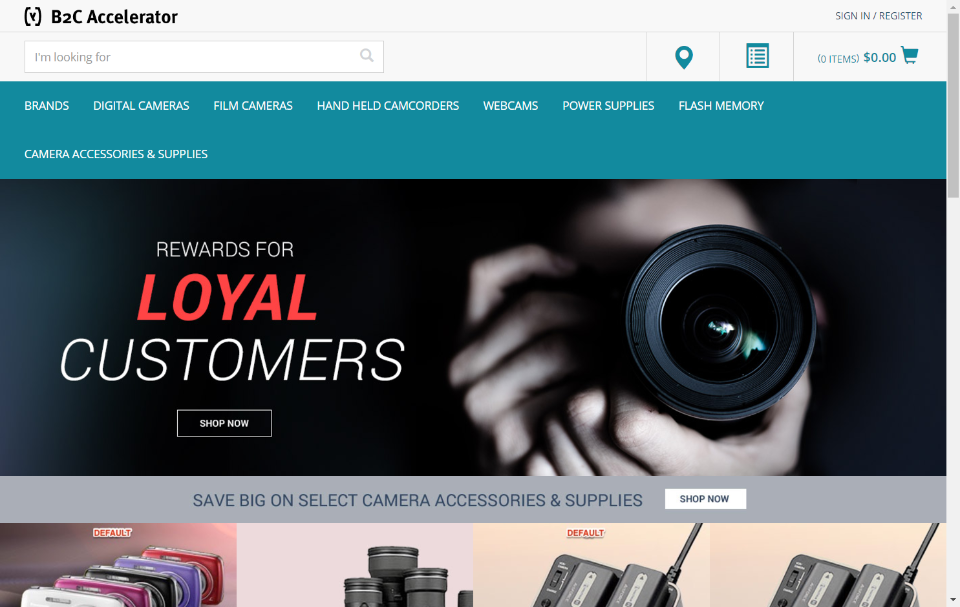 B2C Accelerator
SIGN IN / REGISTER
I'm looking for
(0 ITEMS) $0.00
BRANDS DIGITAL CAMERAS FILM CAMERAS HAND HELD CAMCORDERS WEBCAMS POWER SUPPLIES FLASH MEMORY
CAMERA ACCESSORIES & SUPPLIES
REWARDS FOR
LOYAL
CUSTOMERS
SHOP NOW
SAVE BIG ON SELECT CAMERA ACCESSORIES & SUPPLIES SHOP NOW
DEFAULT DEFAULT